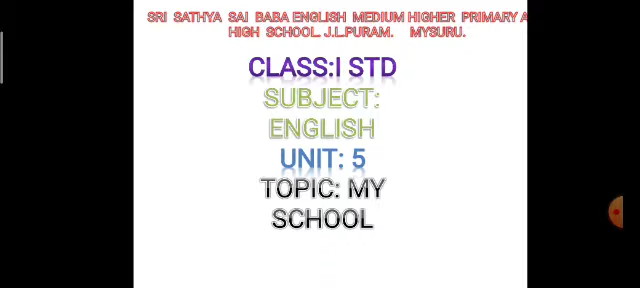 SRI SATHYA SAI BABA ENGLISH MEDIUM HIGHER PRIMARY A
HIGH SCHOOL. J.L.PURAM. MYSURU.
CLASS:I STD
SUBJECT:
ENGLISH
UNIT: 5
TOPIC: MY
SCHOOL